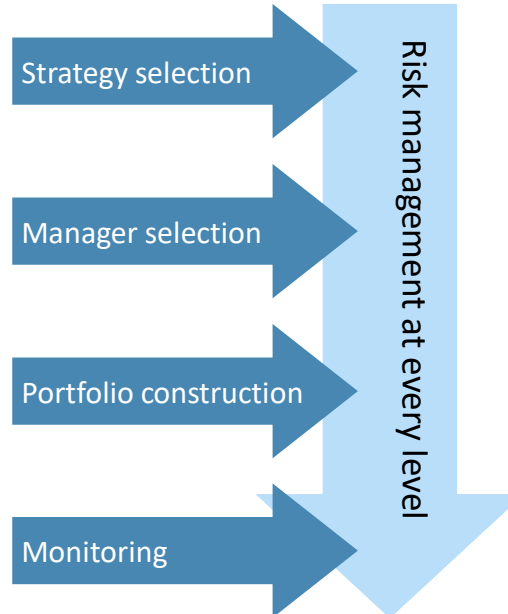 Strategy selection
Manager selection
Portfolio construction
Monitoring
Risk management at every level